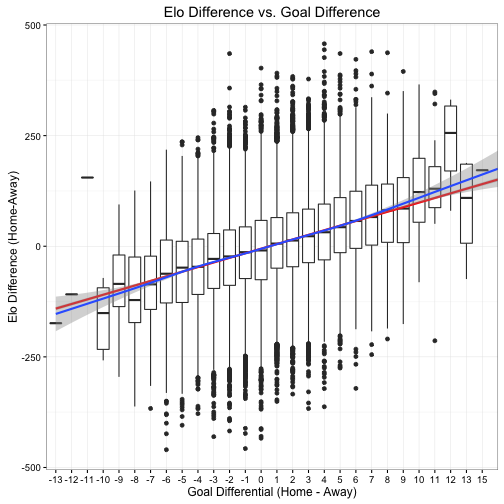 Elo Difference vs. Goal Difference
500
250
0
-250
-500
Elo Difference (Home-Away)
-13 -12 -11 -10 -9 -8 -7 -6 -5 -4 -3 -2 -1 0 1 2 3 4 5 6 7 8 9 10 11 12 13 15
Goal Differential (Home - Away)